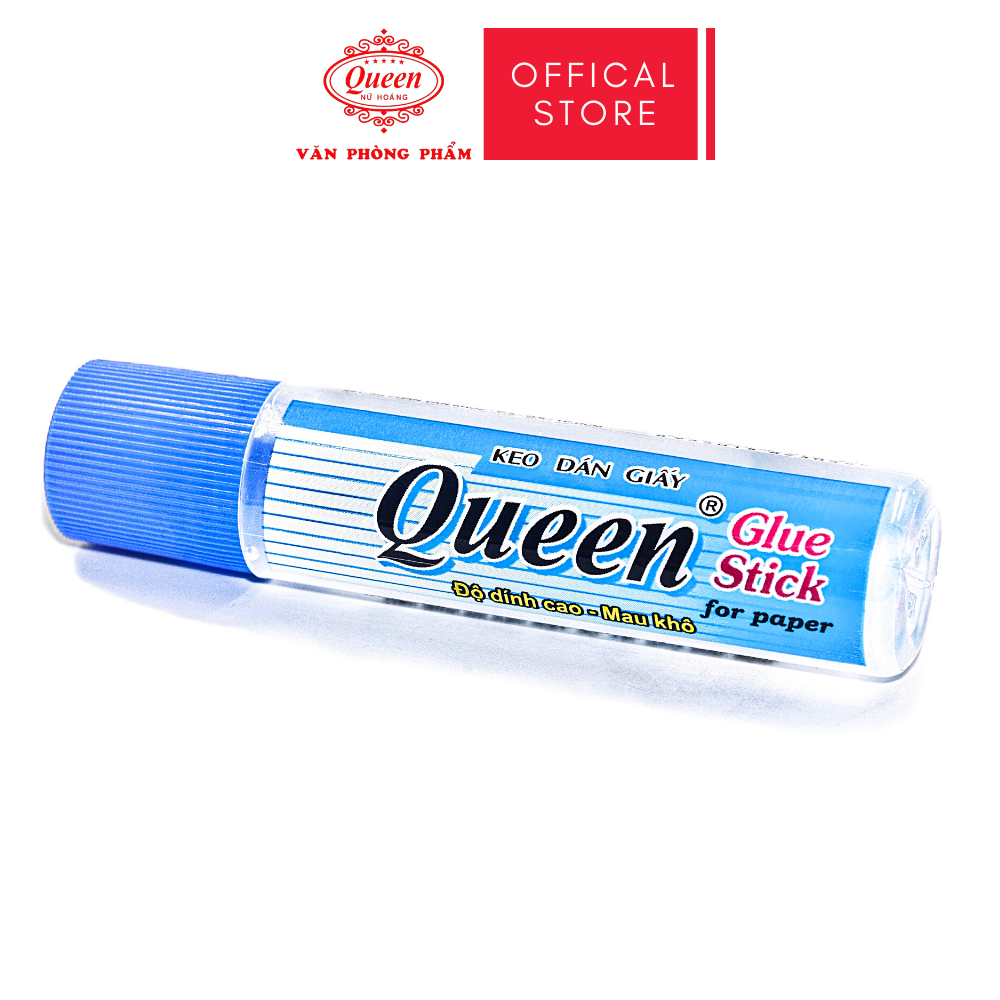 Queen
NỮ HOÀNG
VĂN PHÒNG PHẨM
OFFICAL
STORE
KEO DÁN GIẤY
Queen ®
Glue
Stick
for paper
Độ dính cao - Mau khô